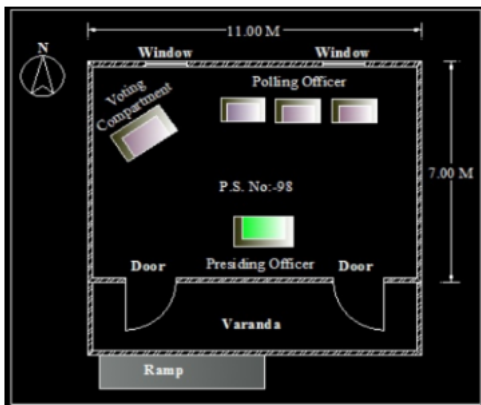 11.00 M
N
Window
Window
Polling Officer
Voting
Compartment
7.00 M
P.S. No:-98
Door
Presiding Officer
Door
Varanda
Ramp